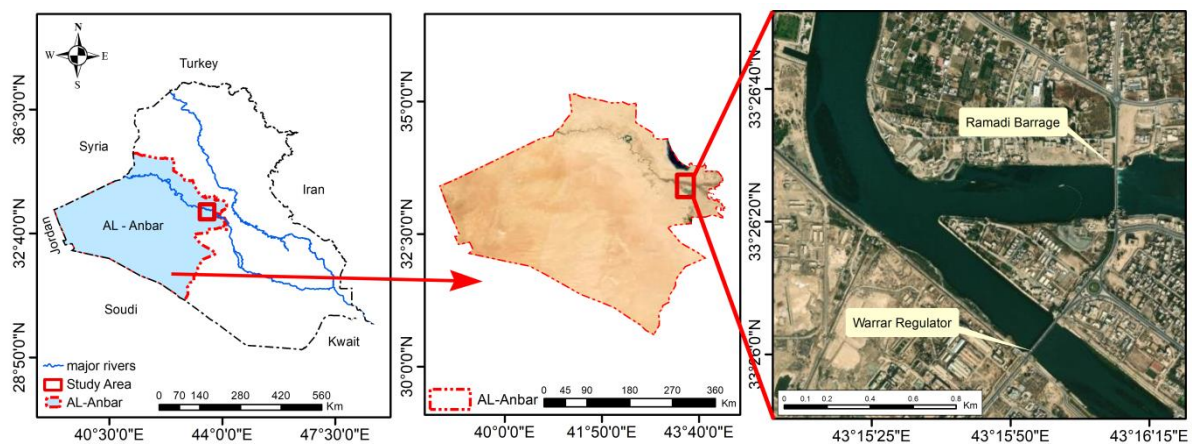 N
W
E
S
Turkey
Syria
Iran
Jordan
AL - Anbar
Soudi
Kwait
major rivers
Study Area
AL-Anbar
0 70 140 280 420 560
Km
36°30'0"N
32°40'0"N
28°50'0"N
40°30'0"E
44°0'0"E
47°30'0"E
35°0'0"N
32°30'0"N
30°0'0"N
AL-Anbar
0 45 90 180 270 360
Km
40°0'0"E
41°50'0"E
43°40'0"E
Ramadi Barrage
Warrar Regulator
0 0.1 0.2 0.4 0.6 0.8
Km
33°26'40"N
33°26'20"N
33°26'0"N
43°15'25"E
43°15'50"E
43°16'15"E